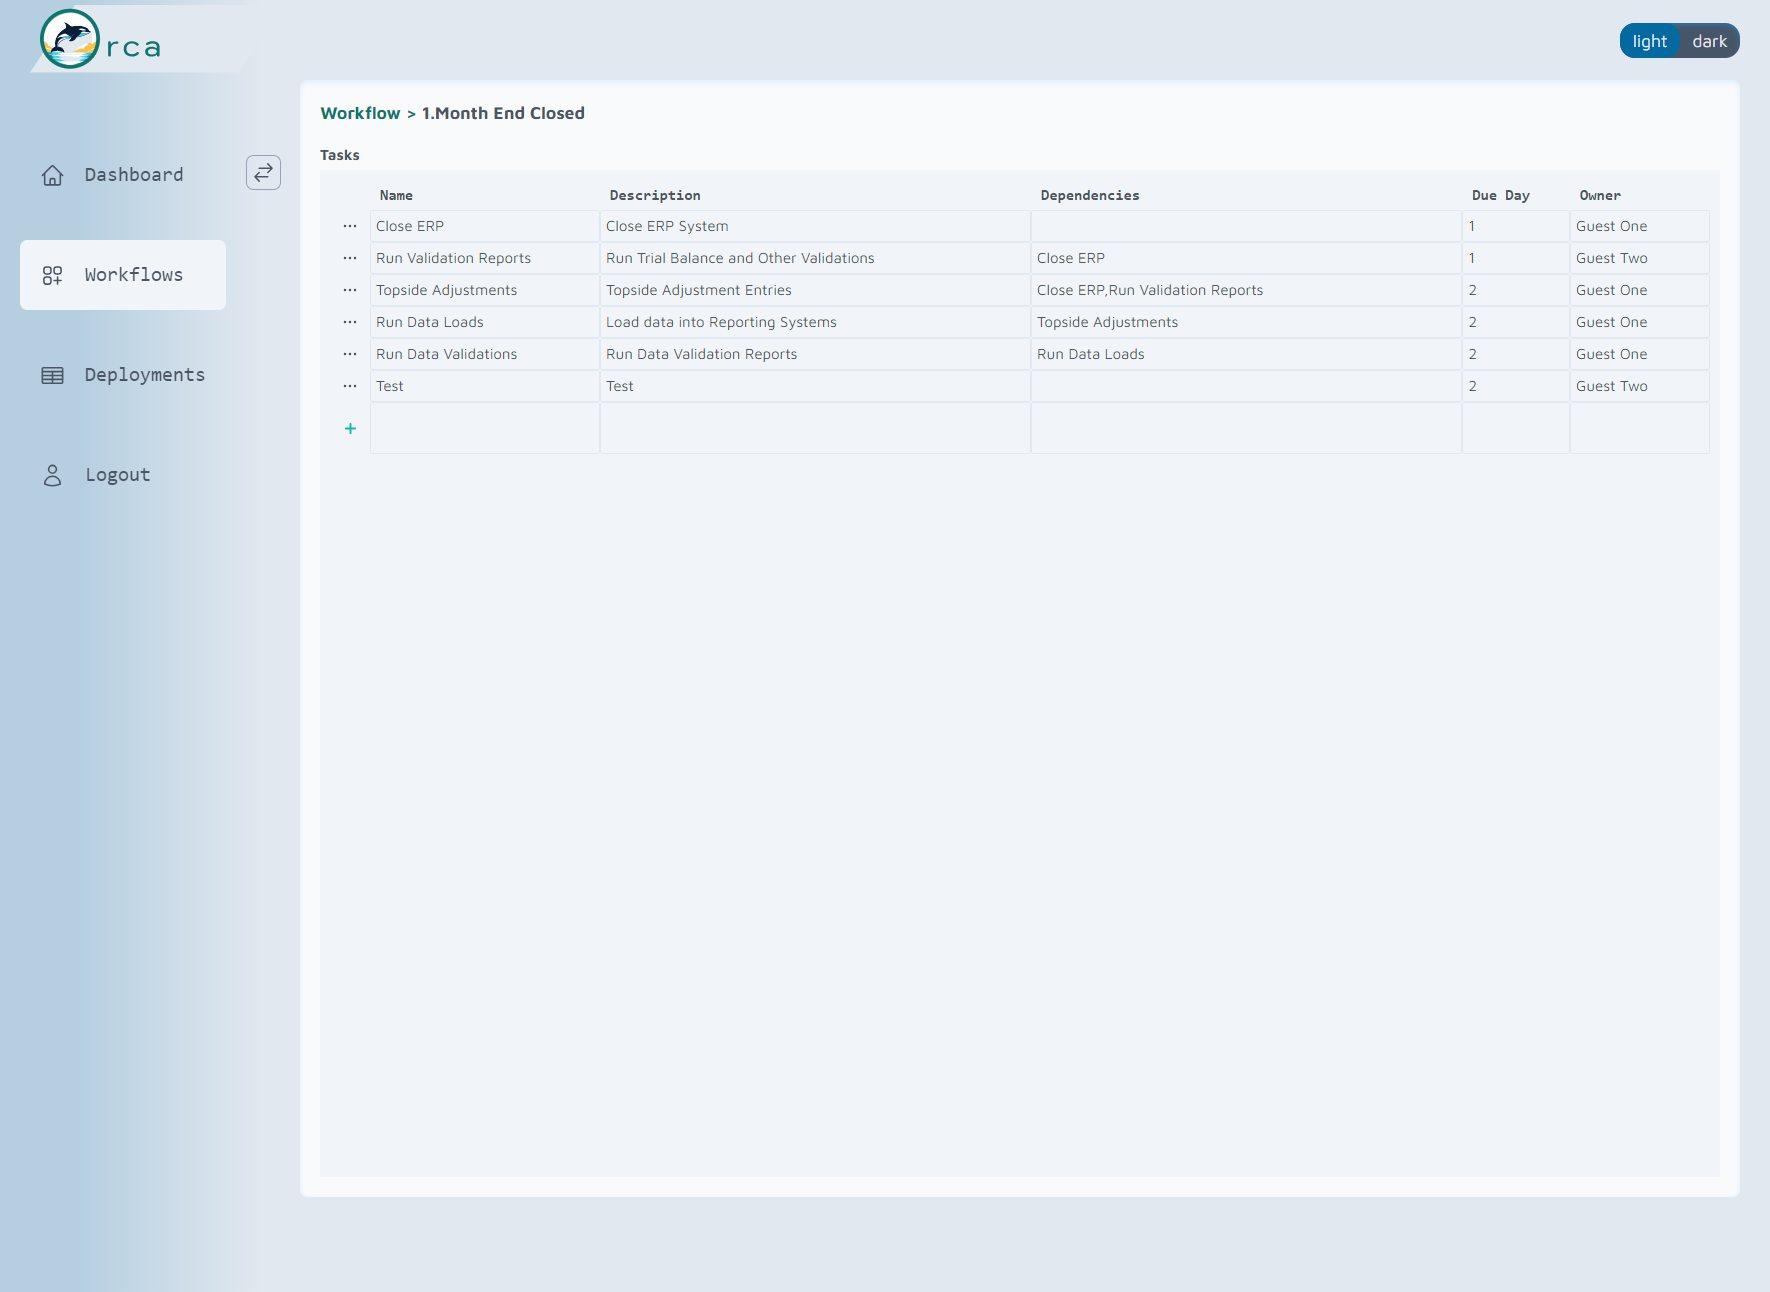 rca
light dark
Workflow > 1.Month End Closed
Tasks
Dashboard
Workflows
Deployments
Logout
Name Description Dependencies Due Day Owner
Close ERP Close ERP System 1 Guest One
Run Validation Reports Run Trial Balance and Other Validations Close ERP 1 Guest Two
Topside Adjustments Topside Adjustment Entries Close ERP,Run Validation Reports 2 Guest One
Run Data Loads Load data into Reporting Systems Topside Adjustments 2 Guest One
Run Data Validations Run Data Validation Reports Run Data Loads 2 Guest One
Test Test 2 Guest Two